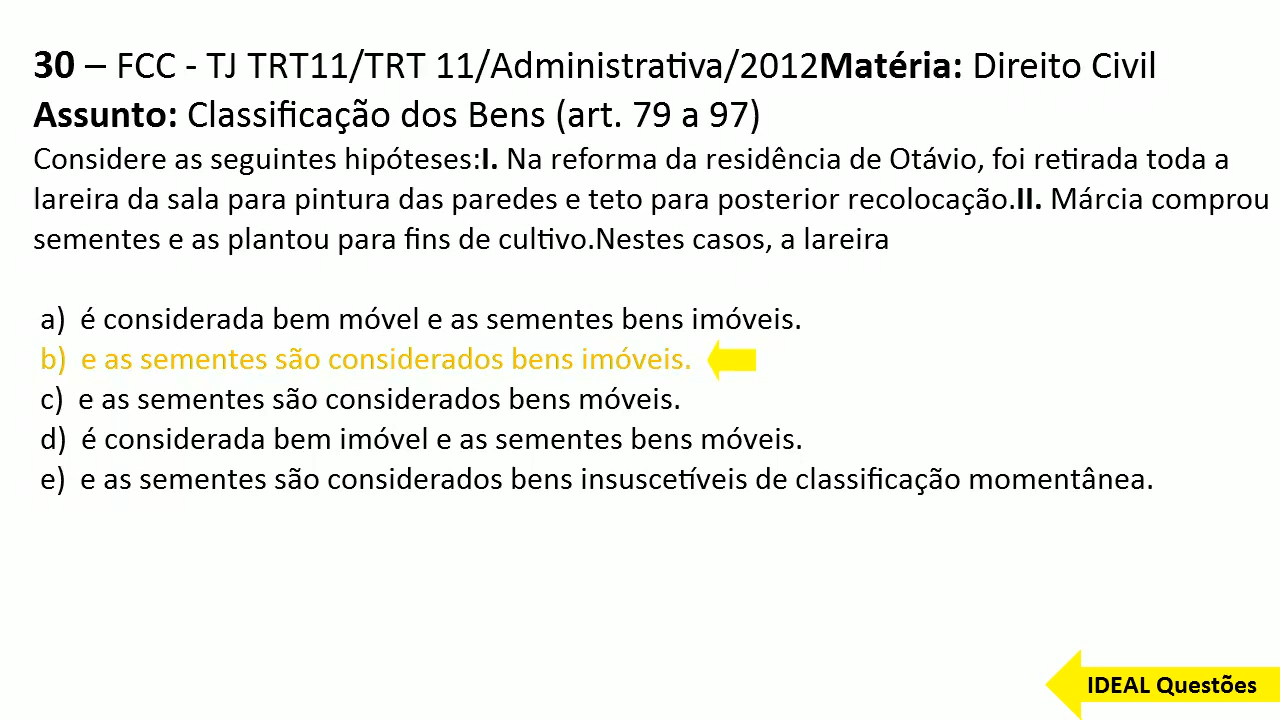 30 – FCC - TJ TRT11/TRT 11/Administrativa/2012Matéria: Direito Civil
Assunto: Classificação dos Bens (art. 79 a 97)
Considere as seguintes hipóteses:I. Na reforma da residência de Otávio, foi retirada toda a
lareira da sala para pintura das paredes e teto para posterior recolocação.II. Márcia comprou
sementes e as plantou para fins de cultivo.Nestes casos, a lareira
a) é considerada bem móvel e as sementes bens imóveis.
b) e as sementes são considerados bens imóveis.
c) e as sementes são considerados bens móveis.
d) é considerada bem imóvel e as sementes bens móveis.
e) e as sementes são considerados bens insuscetíveis de classificação momentânea.
IDEAL Questões